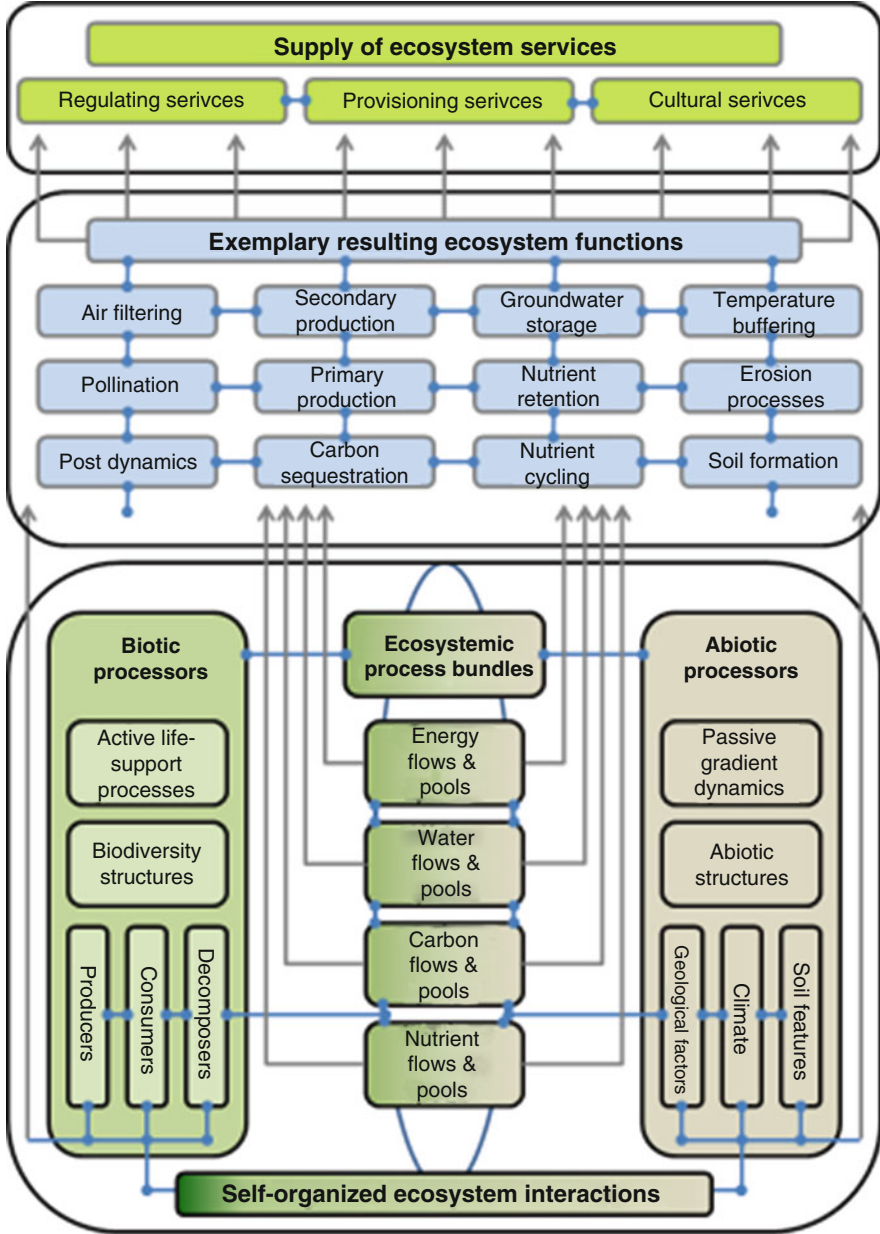 Supply of ecosystem services
Regulating serivces
Provisioning serivces
Cultural serivces
Exemplary resulting ecosystem functions
Air filtering
Secondary
production
Groundwater
storage
Temperature
buffering
Pollination
Primary
production
Nutrient
retention
Erosion
processes
Post dynamics
Carbon
sequestration
Nutrient
cycling
Soil formation
Biotic
processors
Ecosystemic
process bundles
Abiotic
processors
Active life-
support
processes
Energy
flows &
pools
Passive
gradient
dynamics
Biodiversity
structures
Water
flows &
pools
Abiotic
structures
Producers
Consumers
Decomposers
Carbon
flows &
pools
Nutrient
flows &
pools
Geological factors
Climate
Soil features
Self-organized ecosystem interactions